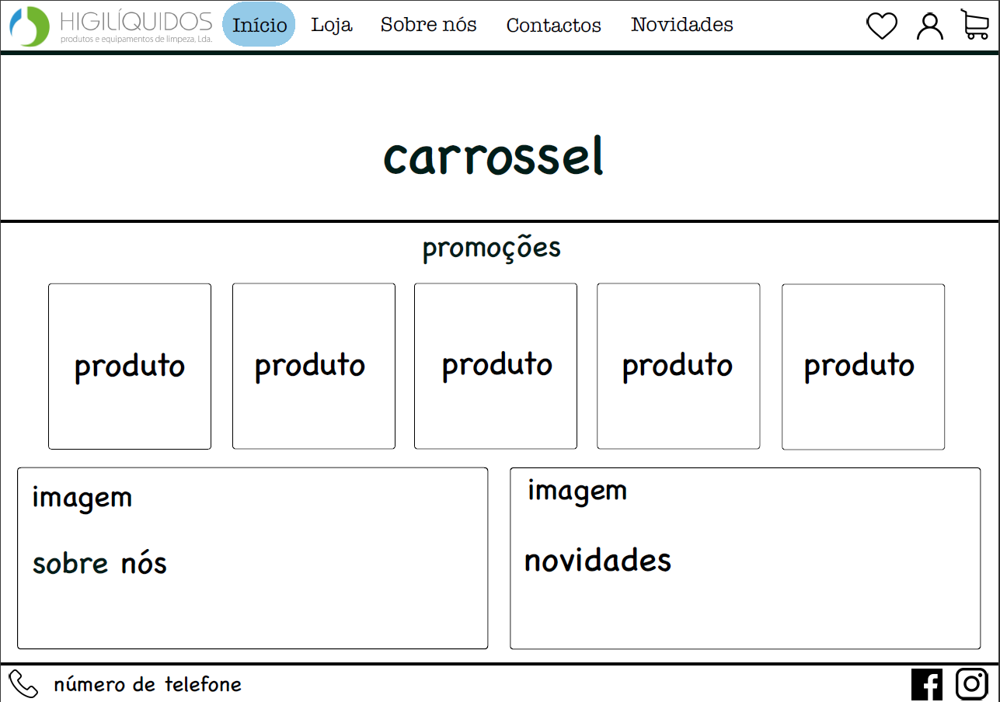 HIGILÍQUIDOS
produtos e equipamentos de limpeza, Lda.
Início Loja Sobre nós Contactos Novidades
carrossel
promoções
produto produto produto produto produto
imagem
sobre nós
imagem
novidades
número de telefone